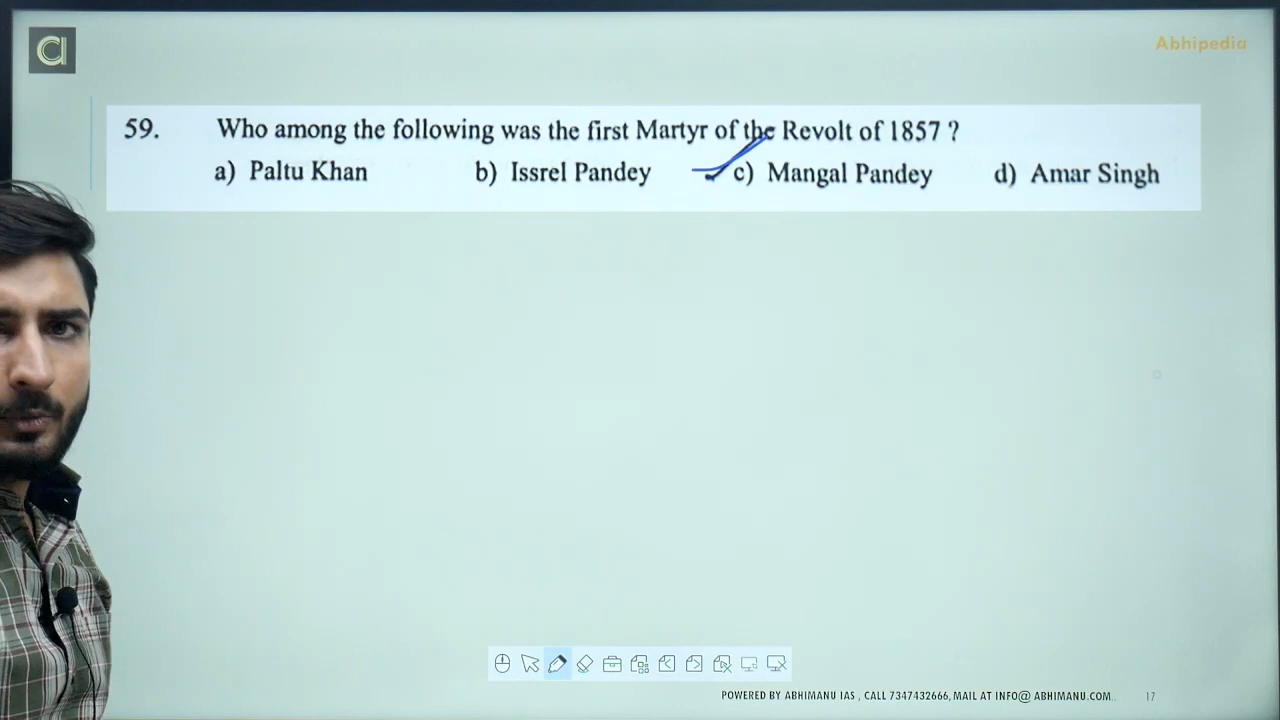 Abhipedia
59. Who among the following was the first Martyr of the Revolt of 1857 ?
a) Paltu Khan b) Issrel Pandey c) Mangal Pandey d) Amar Singh
POWERED BY ABHIMANU IAS , CALL 7347432666, MAIL AT INFO@ ABHIMANU.COM.. 17